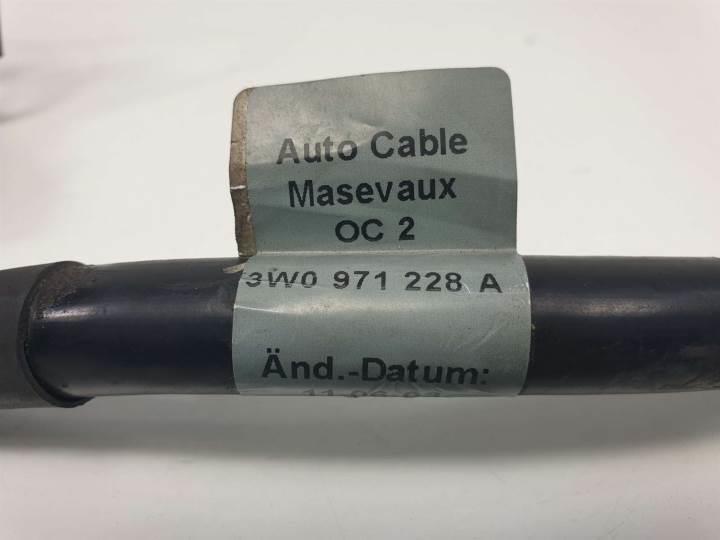 Auto Cable
Masevaux
OC 2
3W0 971 228 A
Änd.-Datum: